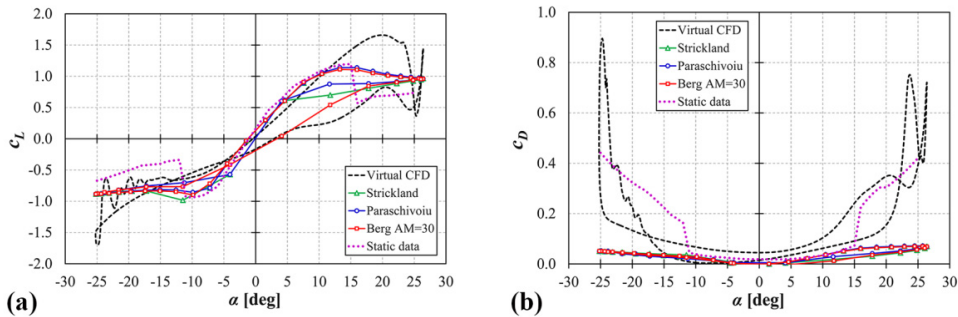 2.0
1.5
1.0
0.5
0.0
-0.5
-1.0
-1.5
-2.0
cL
-30 -25 -20 -15 -10 -5 0 5 10 15 20 25 30
α [deg]
Virtual CFD
Strickland
Paraschivoiu
Berg AM=30
Static data
(a)
1.0
0.8
0.6
0.4
0.2
0.0
cD
-30 -25 -20 -15 -10 -5 0 5 10 15 20 25 30
α [deg]
Virtual CFD
Strickland
Paraschivoiu
Berg AM=30
Static data
(b)